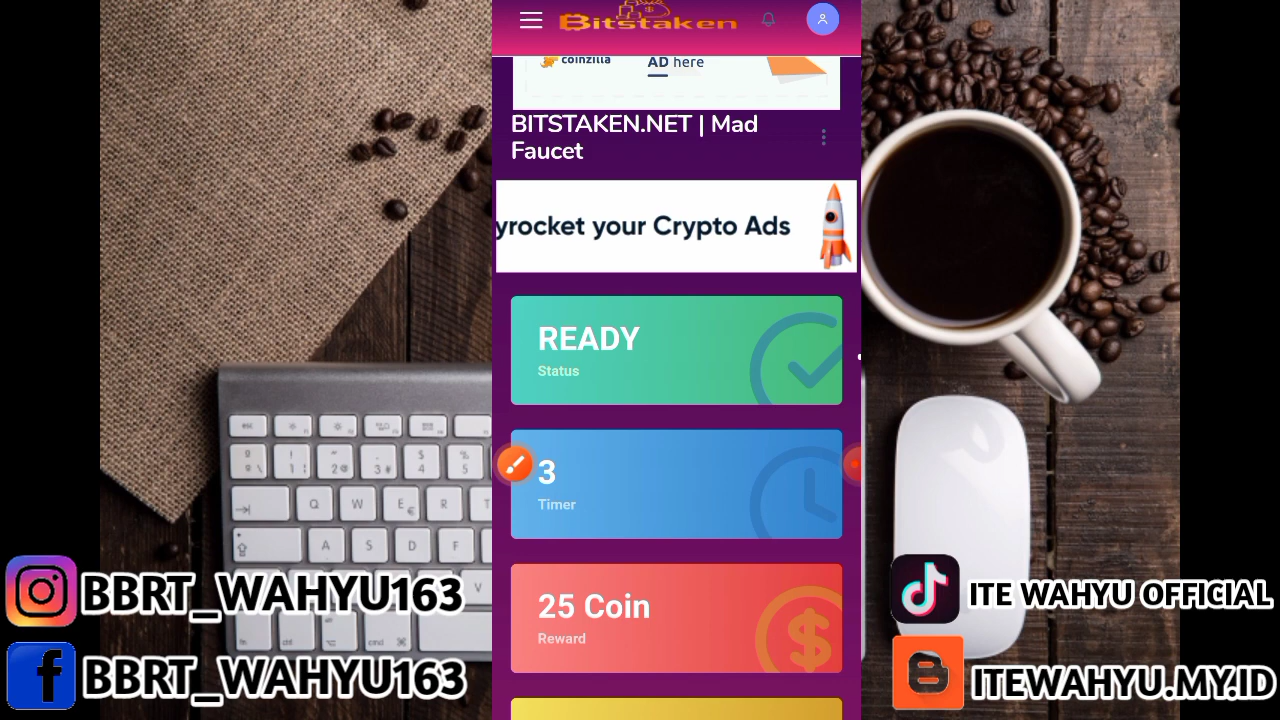 Bitstaken
coinzilla
AD here
BITSTAKEN.NET | Mad
Faucet
yrocket your Crypto Ads
READY
Status
3
Timer
25 Coin
Reward
Q W E R T
A S D F
V
BBRT_WAHYU163
BBRT_WAHYU163
ITE WAHYU OFFICIAL
ITEWAHYU.MY.ID